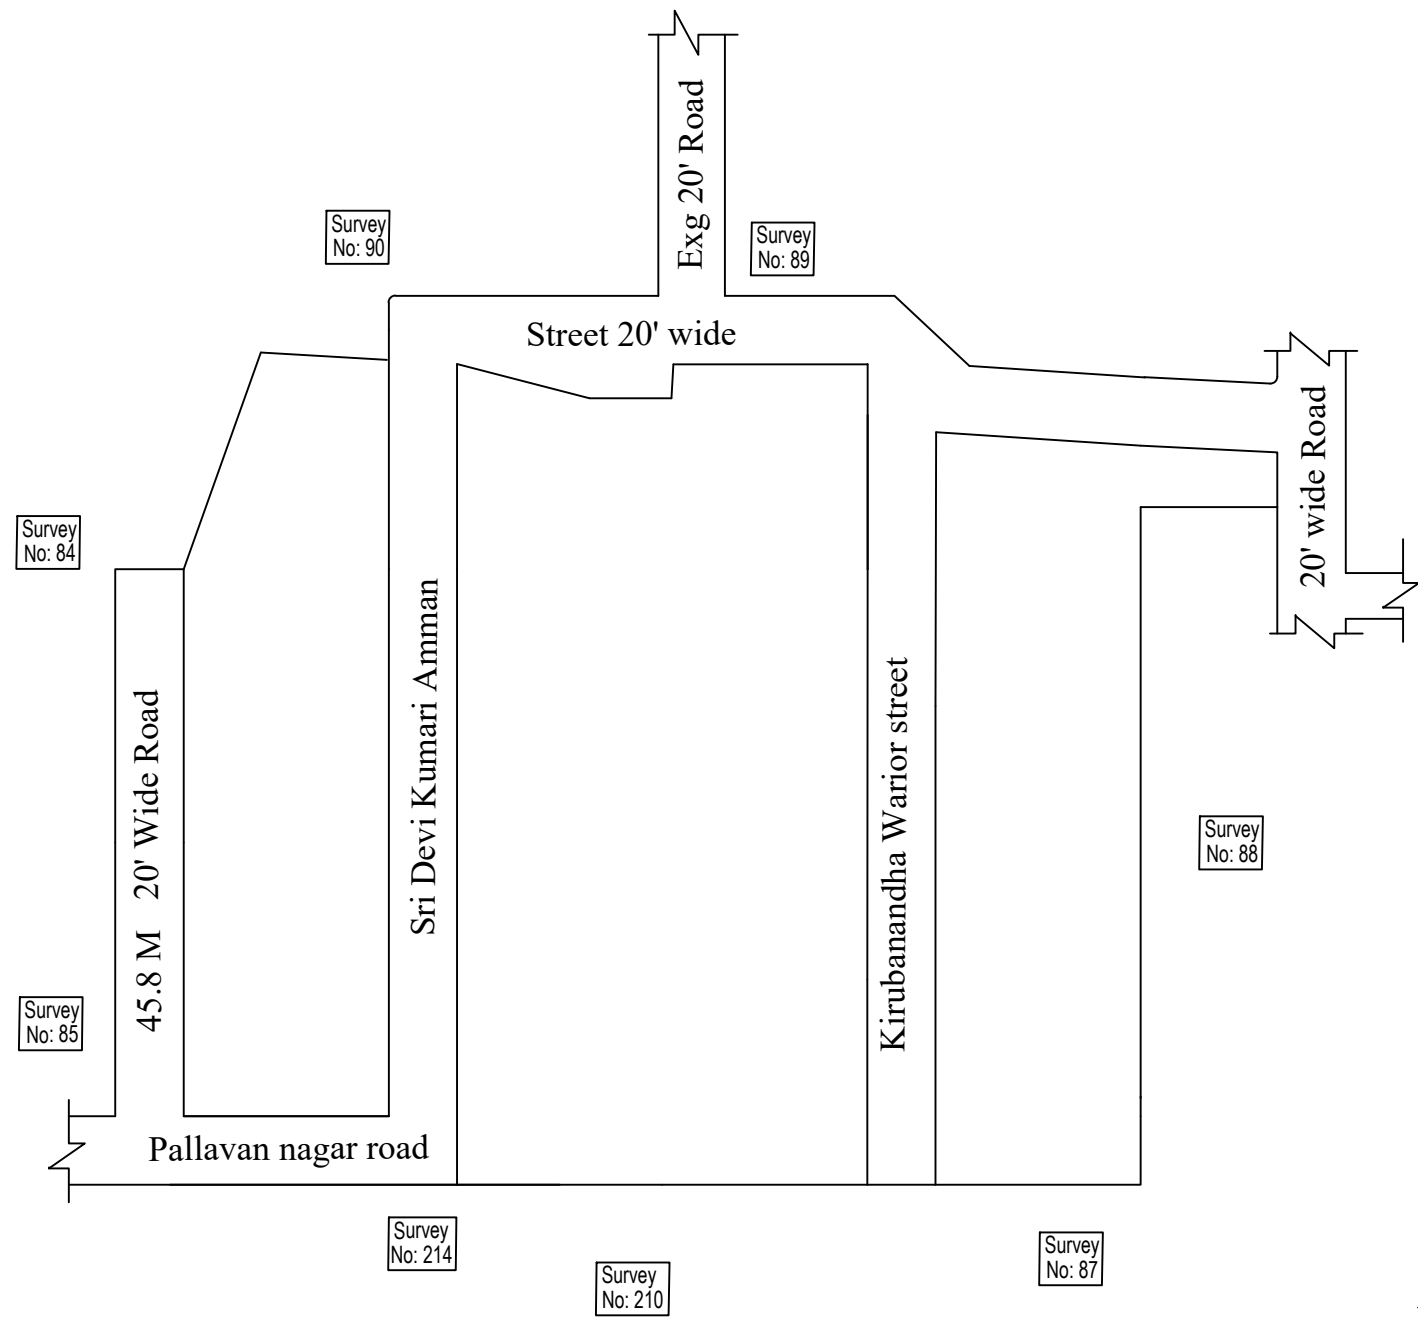 Exg 20' Road
Survey
No: 90
Survey
No: 89
Street 20' wide
20' wide Road
Survey
No: 84
Sri Devi Kumari Amman
Kirubanandha Warior street
45.8 M 20' Wide Road
Survey
No: 88
Survey
No: 85
Pallavan nagar road
Survey
No: 214
Survey
No: 210
Survey
No: 87